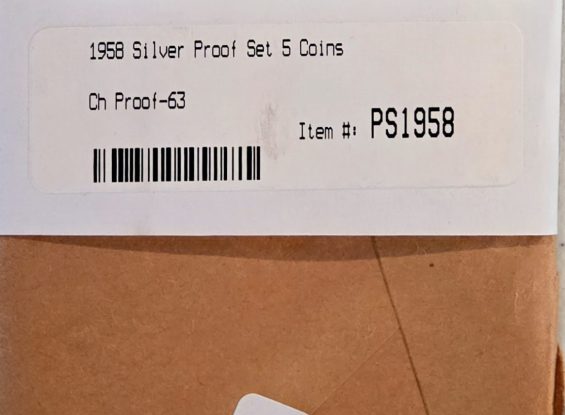 1958 Silver Proof Set 5 Coins
Ch Proof-63
Item #: PS1958